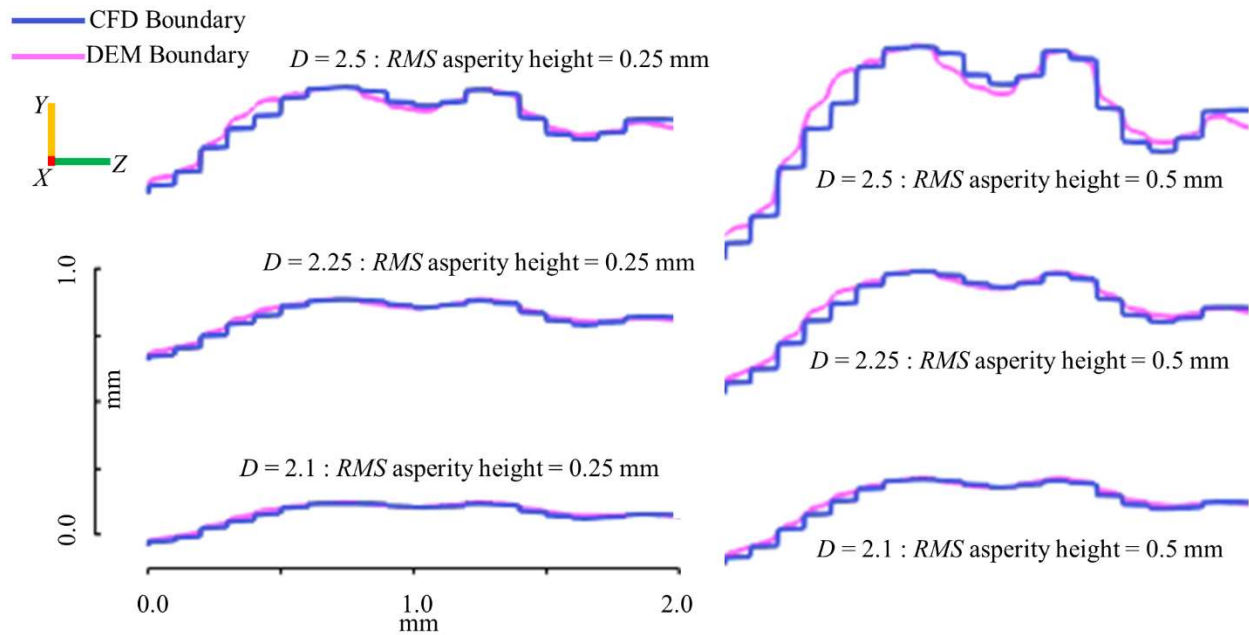 CFD Boundary
DEM Boundary
D = 2.5 : RMS asperity height = 0.25 mm
Y
X
Z
D = 2.5 : RMS asperity height = 0.5 mm
D = 2.25 : RMS asperity height = 0.25 mm
1.0
mm
0.0
D = 2.25 : RMS asperity height = 0.5 mm
D = 2.1 : RMS asperity height = 0.25 mm
D = 2.1 : RMS asperity height = 0.5 mm
0.0
1.0
2.0
mm